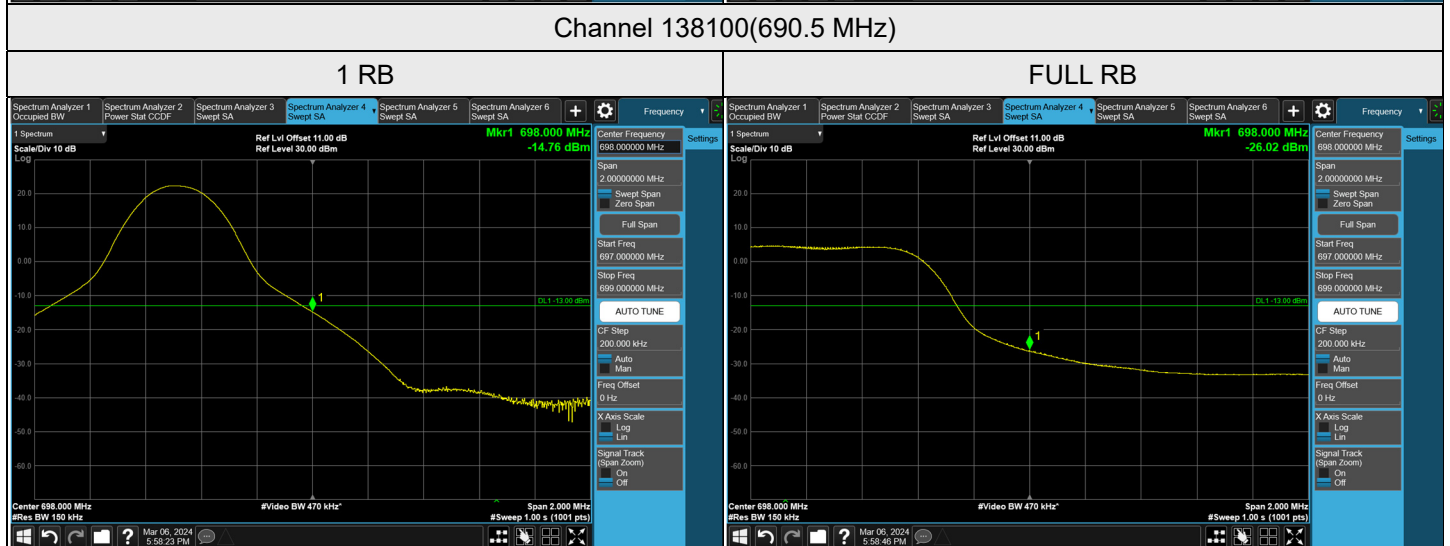 Channel 138100(690.5 MHz)
1 RB
FULL RB
Spectrum Analyzer 1 Occupied BW
Spectrum Analyzer 2 Power Stat CCDF
Spectrum Analyzer 3 Swept SA
Spectrum Analyzer 4 Swept SA
Spectrum Analyzer 5 Swept SA
Spectrum Analyzer 6 Swept SA
+
Frequency
1 Spectrum
Scale/Div 10 dB
Log
Ref Lvl Offset 11.00 dB
Ref Level 30.00 dBm
Mkr1 698.000 MHz
-14.76 dBm
20.0
10.0
0.00
-10.0
-20.0
-30.0
-40.0
-50.0
-60.0
1
DL1 -13.00 dBm
Center 698.000 MHz
#Res BW 150 kHz
#Video BW 470 kHz*
Span 2.000 MHz
#Sweep 1.00 s (1001 pts)
Center Frequency
698.000000 MHz
Settings
Span
2.00000000 MHz
Swept Span
Zero Span
Full Span
Start Freq
697.000000 MHz
Stop Freq
699.000000 MHz
AUTO TUNE
CF Step
200.000 kHz
Auto
Man
Freq Offset
0 Hz
X Axis Scale
Log
Lin
Signal Track
(Span Zoom)
On
Off
?
Mar 06, 2024
5:58:23 PM
Spectrum Analyzer 1 Occupied BW
Spectrum Analyzer 2 Power Stat CCDF
Spectrum Analyzer 3 Swept SA
Spectrum Analyzer 4 Swept SA
Spectrum Analyzer 5 Swept SA
Spectrum Analyzer 6 Swept SA
+
Frequency
1 Spectrum
Scale/Div 10 dB
Log
Ref Lvl Offset 11.00 dB
Ref Level 30.00 dBm
Mkr1 698.000 MHz
-26.02 dBm
20.0
10.0
0.00
-10.0
-20.0
-30.0
-40.0
-50.0
-60.0
1
DL1 -13.00 dBm
Center 698.000 MHz
#Res BW 150 kHz
#Video BW 470 kHz*
Span 2.000 MHz
#Sweep 1.00 s (1001 pts)
Center Frequency
698.000000 MHz
Settings
Span
2.00000000 MHz
Swept Span
Zero Span
Full Span
Start Freq
697.000000 MHz
Stop Freq
699.000000 MHz
AUTO TUNE
CF Step
200.000 kHz
Auto
Man
Freq Offset
0 Hz
X Axis Scale
Log
Lin
Signal Track
(Span Zoom)
On
Off
?
Mar 06, 2024
5:58:46 PM